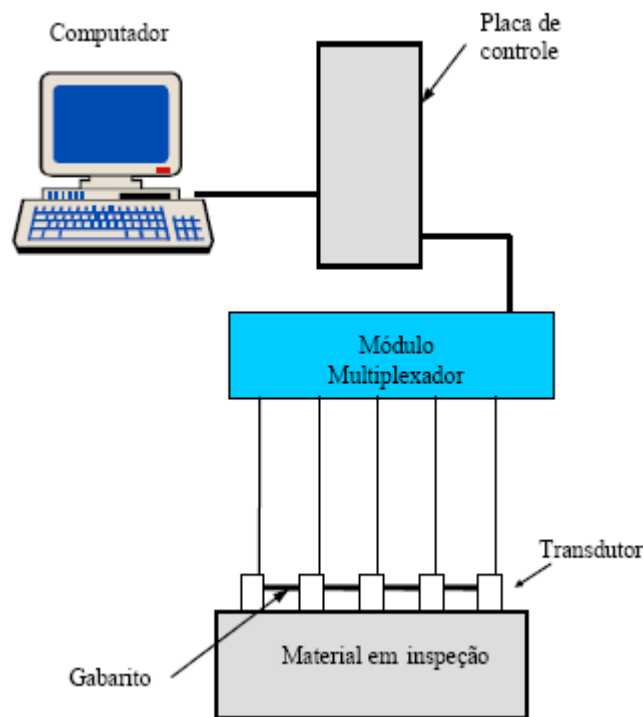 Computador
Placa de
controle
Módulo
Multiplexador
Transdutor
Material em inspeção
Gabarito